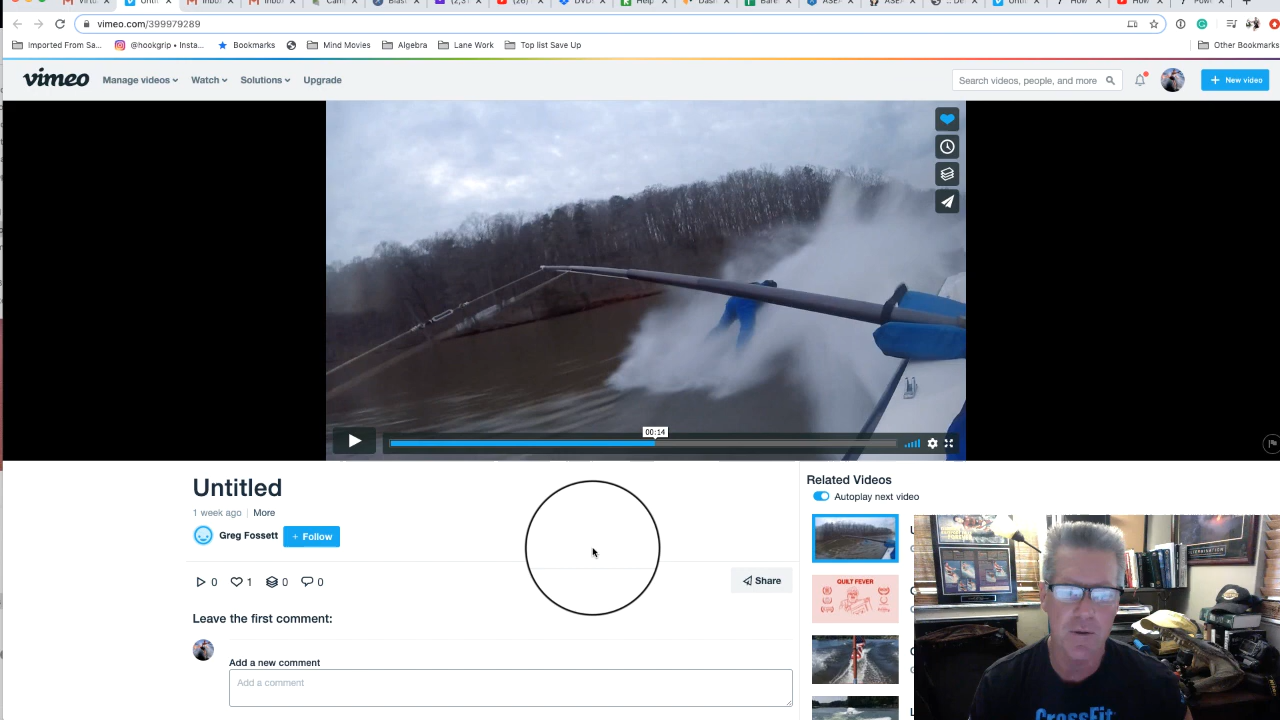 vimeo.com/399979289
Imported From Sa...
@hookgrip • Insta...
Bookmarks
Mind Movies
Algebra
Lane Work
Top list Save Up
Other Bookmarks
vimeo
Manage videos
Watch
Solutions
Upgrade
Search videos, people, and more
+ New video
00:14
Untitled
1 week ago
More
Greg Fossett
+ Follow
0
1
0
0
Share
Leave the first comment:
Add a new comment
Add a comment
Related Videos
Autoplay next video
QUILT FEVER
CrossFit